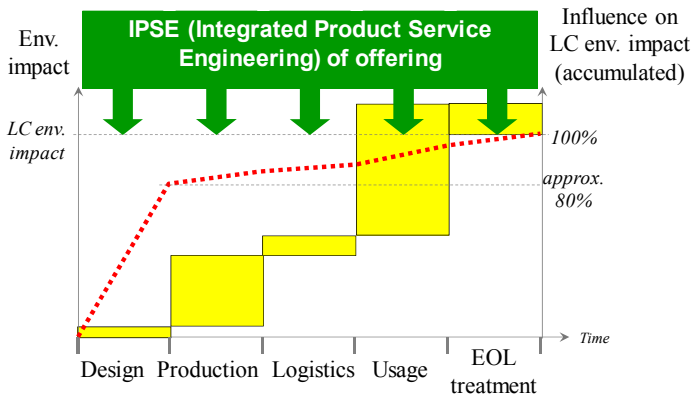 Env.
impact
IPSE (Integrated Product Service
Engineering) of offering
Influence on
LC env. impact
(accumulated)
LC env.
impact
100%
approx.
80%
Time
Design
Production
Logistics
Usage
EOL
treatment